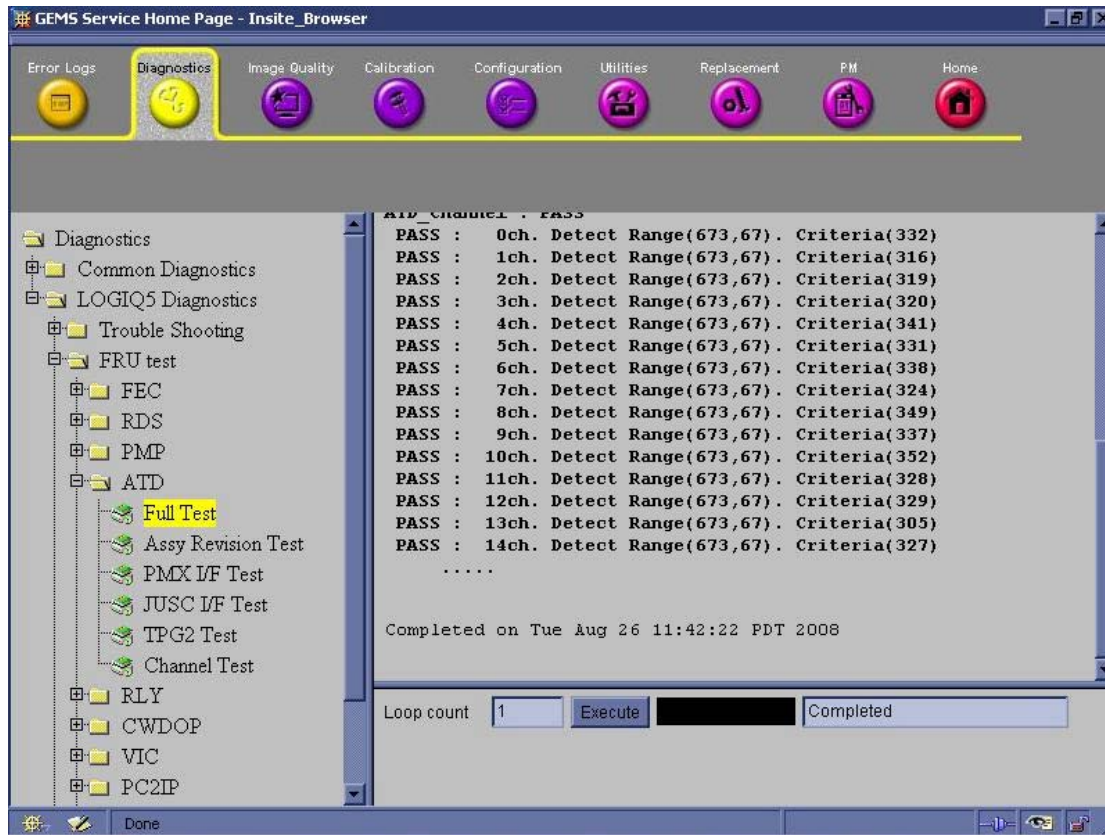 GEMS Service Home Page - Insite_Browser
Error Logs Diagnostics Image Quality Calibration Configuration Utilities Replacement PM Home
Diagnostics
Common Diagnostics
LOGIQ5 Diagnostics
Trouble Shooting
FRU test
FEC
RDS
PMP
ATD
Full Test
Assy Revision Test
PMX I/F Test
JUSC I/F Test
TPG2 Test
Channel Test
RLY
CWDOP
VIC
PC2IP
ATD_Channel : PASS
PASS : 0ch. Detect Range(673,67). Criteria(332)
PASS : 1ch. Detect Range(673,67). Criteria(316)
PASS : 2ch. Detect Range(673,67). Criteria(319)
PASS : 3ch. Detect Range(673,67). Criteria(320)
PASS : 4ch. Detect Range(673,67). Criteria(341)
PASS : 5ch. Detect Range(673,67). Criteria(331)
PASS : 6ch. Detect Range(673,67). Criteria(338)
PASS : 7ch. Detect Range(673,67). Criteria(324)
PASS : 8ch. Detect Range(673,67). Criteria(349)
PASS : 9ch. Detect Range(673,67). Criteria(337)
PASS : 10ch. Detect Range(673,67). Criteria(352)
PASS : 11ch. Detect Range(673,67). Criteria(328)
PASS : 12ch. Detect Range(673,67). Criteria(329)
PASS : 13ch. Detect Range(673,67). Criteria(305)
PASS : 14ch. Detect Range(673,67). Criteria(327)
.....
Completed on Tue Aug 26 11:42:22 PDT 2008
Loop count 1 Execute Completed
Done